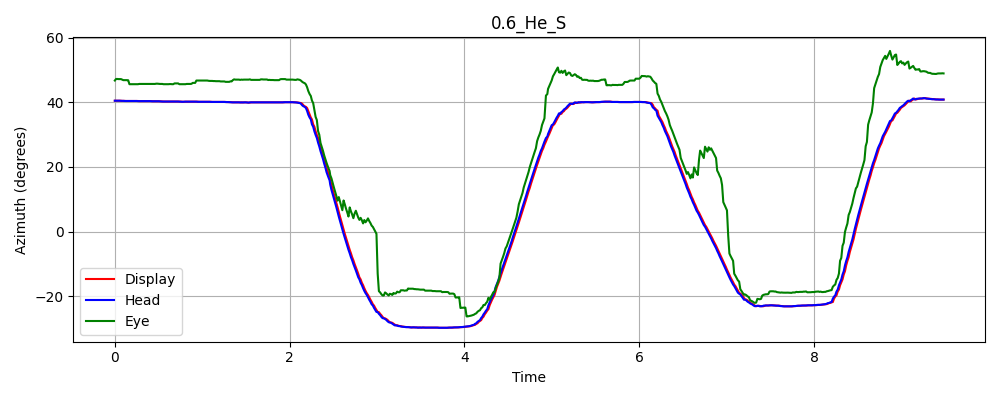 0.6_He_S
Azimuth (degrees)
60
40
20
0
−20
Display
Head
Eye
0 2 4 6 8
Time